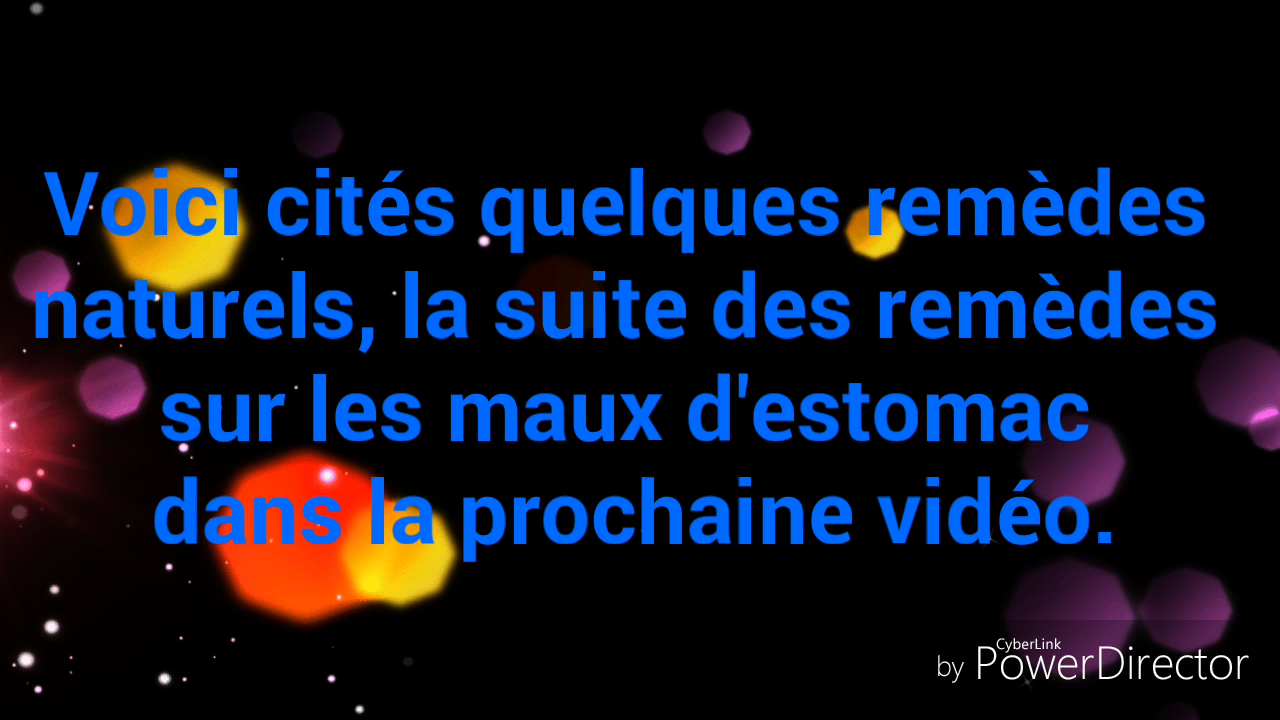 Voici cités quelques remèdes
naturels, la suite des remèdes
sur les maux d'estomac
dans la prochaine vidéo.
CyberLink
by PowerDirector